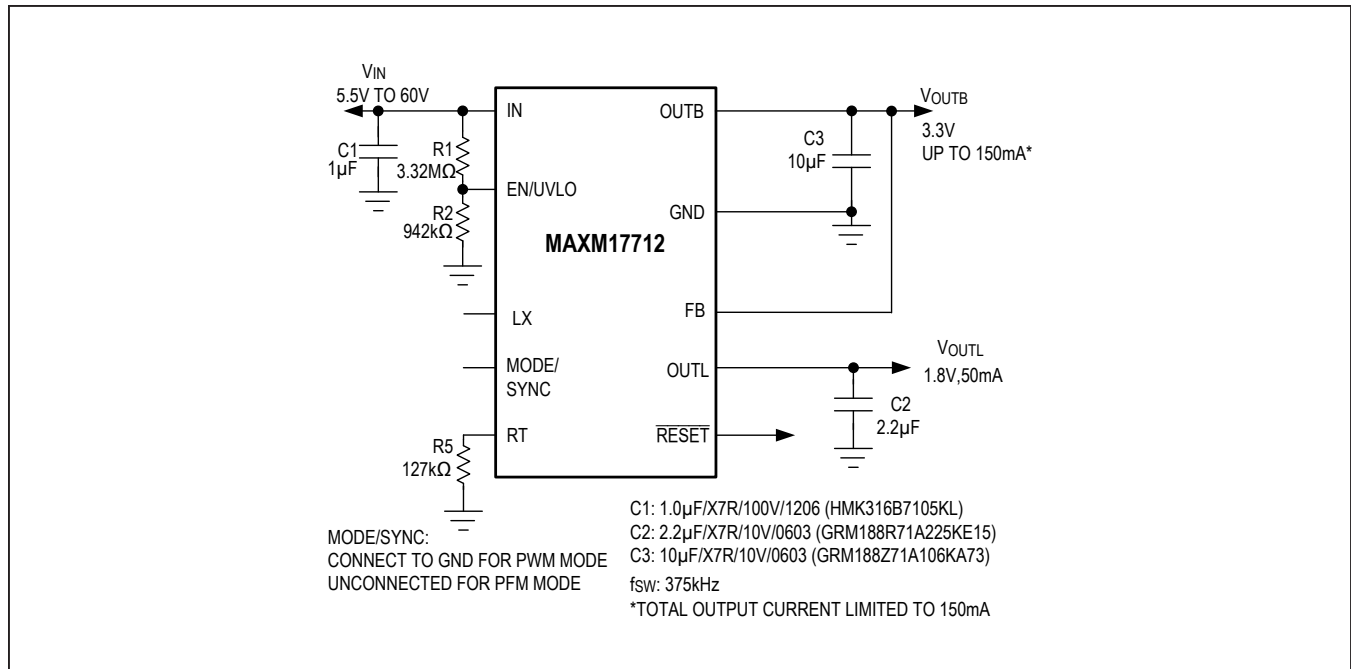 VIN
5.5V TO 60V
C1
1µF
R1
3.32MΩ
R2
942kΩ
IN
EN/UVLO
LX
MODE/
SYNC
RT
R5
127kΩ
MAXM17712
OUTB
GND
FB
OUTL
RESET
C3
10µF
VOUTB
3.3V
UP TO 150mA*
VOUTL
1.8V,50mA
C2
2.2µF
MODE/SYNC:
CONNECT TO GND FOR PWM MODE
UNCONNECTED FOR PFM MODE
C1: 1.0µF/X7R/100V/1206 (HMK316B7105KL)
C2: 2.2µF/X7R/10V/0603 (GRM188R71A225KE15)
C3: 10µF/X7R/10V/0603 (GRM188Z71A106KA73)
fSW: 375kHz
*TOTAL OUTPUT CURRENT LIMITED TO 150mA